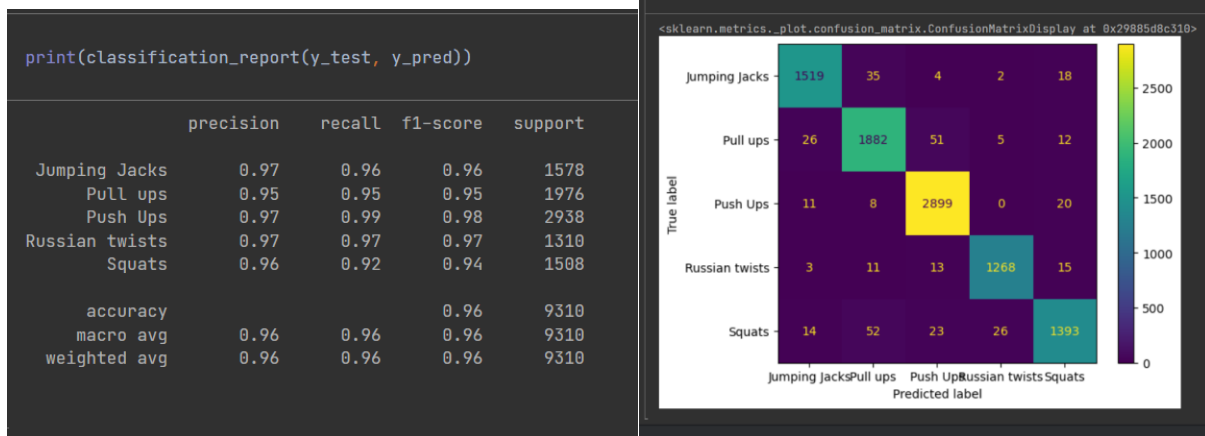 print(classification_report(y_test, y_pred))
precision recall f1-score support
Jumping Jacks 0.97 0.96 0.96 1578
Pull ups 0.95 0.95 0.95 1976
Push Ups 0.97 0.99 0.98 2938
Russian twists 0.97 0.97 0.97 1310
Squats 0.96 0.92 0.94 1508
accuracy 0.96 9310
macro avg 0.96 0.96 0.96 9310
weighted avg 0.96 0.96 0.96 9310
<sklearn.metrics._plot.confusion_matrix.ConfusionMatrixDisplay at 0x29885d8c310>
Jumping Jacks 1519 35 4 2 18
Pull ups 26 1882 51 5 12
Push Ups 11 8 2899 0 20
Russian twists 3 11 13 1268 15
Squats 14 52 23 26 1393
True label
Jumping Jacks Pull ups Push Ups Russian twists Squats
Predicted label
2500
2000
1500
1000
500
0